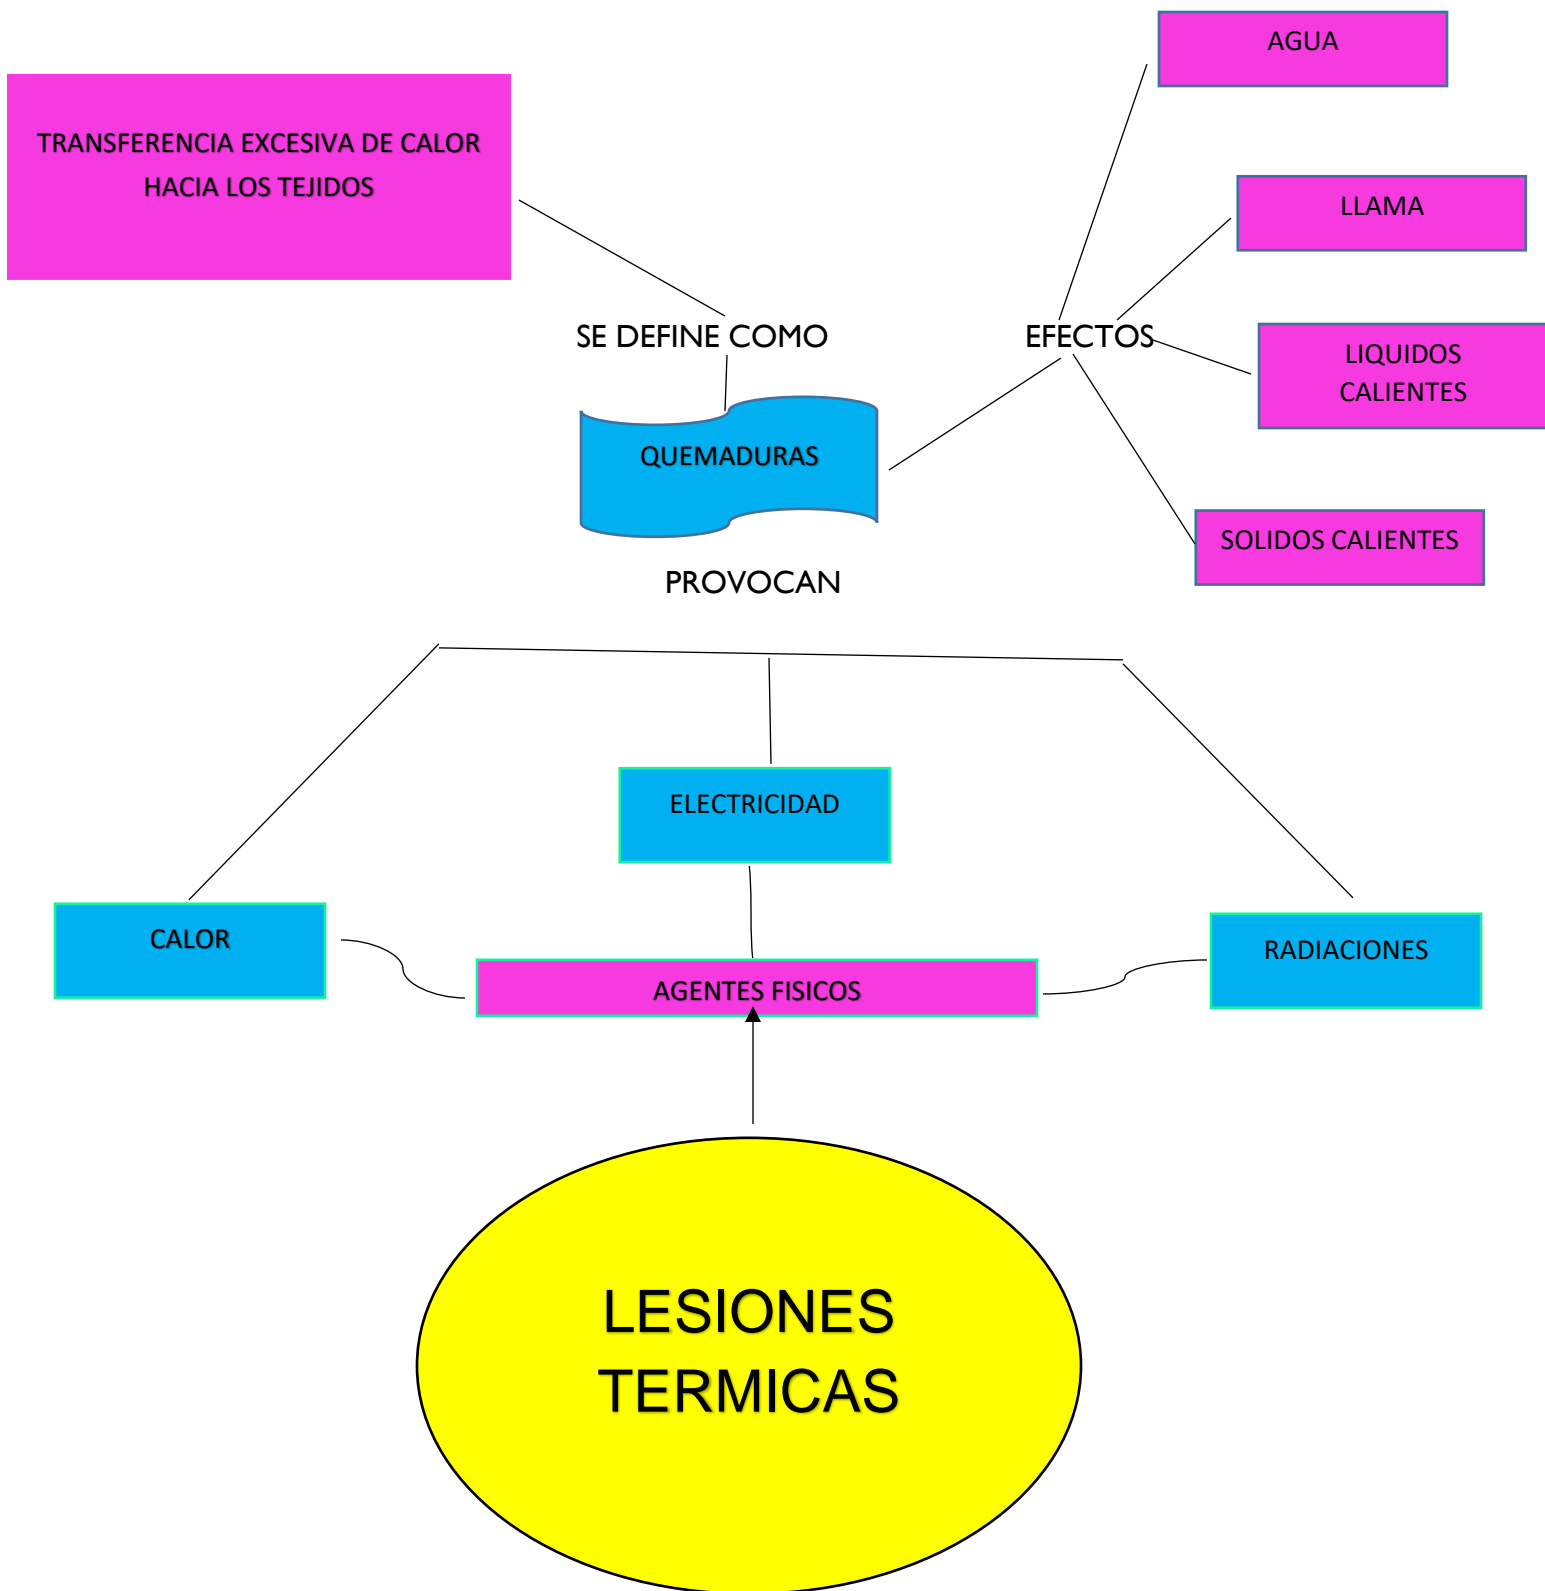 AGUA
TRANSFERENCIA EXCESIVA DE CALOR
HACIA LOS TEJIDOS
LLAMA
SE DEFINE COMO
EFECTOS
LIQUIDOS
CALIENTES
QUEMADURAS
SOLIDOS CALIENTES
PROVOCAN
ELECTRICIDAD
CALOR
RADIACIONES
AGENTES FISICOS
LESIONES
TERMICAS